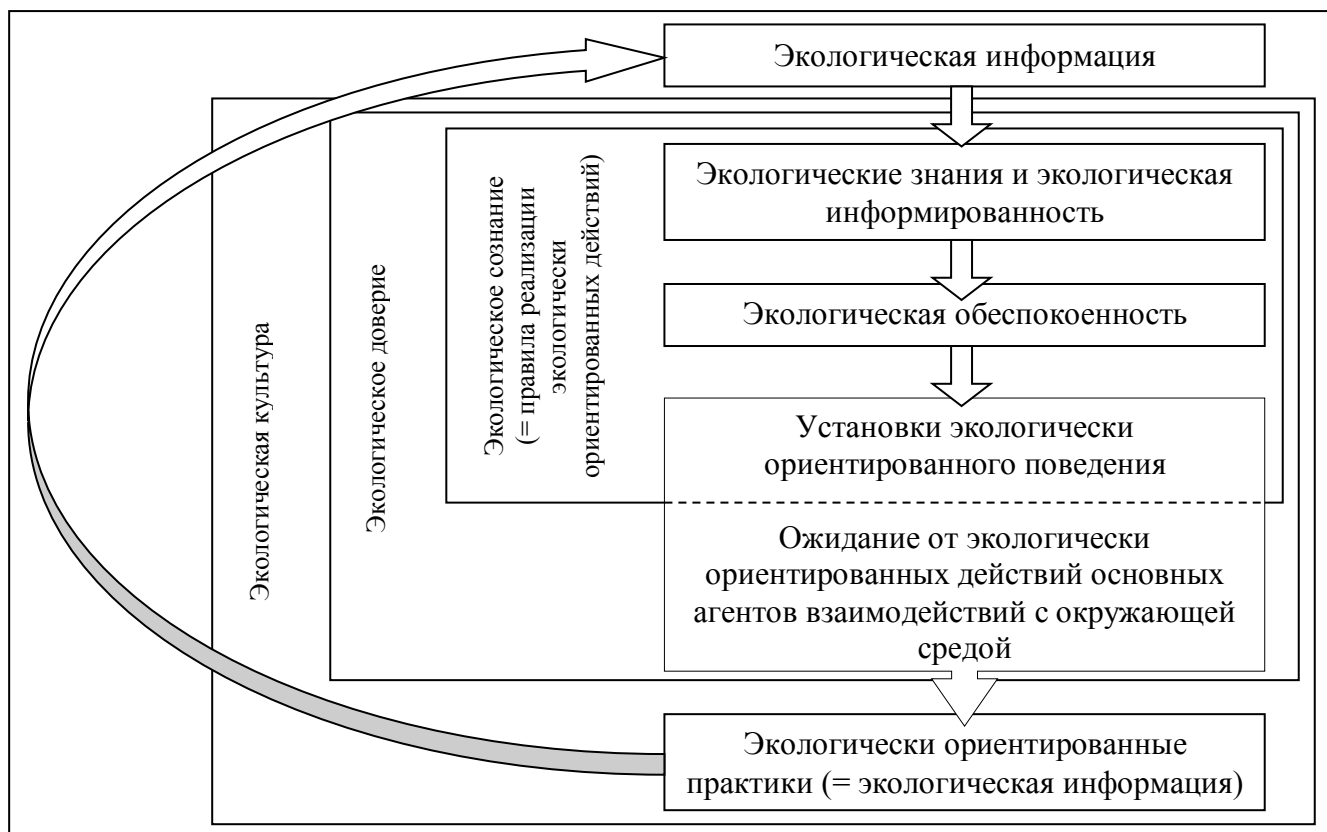 Экологическая информация
Экологические знания и экологическая
информированность
Экологическая обеспокоенность
Установки экологически
ориентированного поведения
Ожидание от экологически
ориентированных действий основных
агентов взаимодействий с окружающей
средой
Экологически ориентированные
практики (= экологическая информация)
Экологическая культура
Экологическое доверие
Экологическое сознание
(= правила реализации
экологически
ориентированных действий)